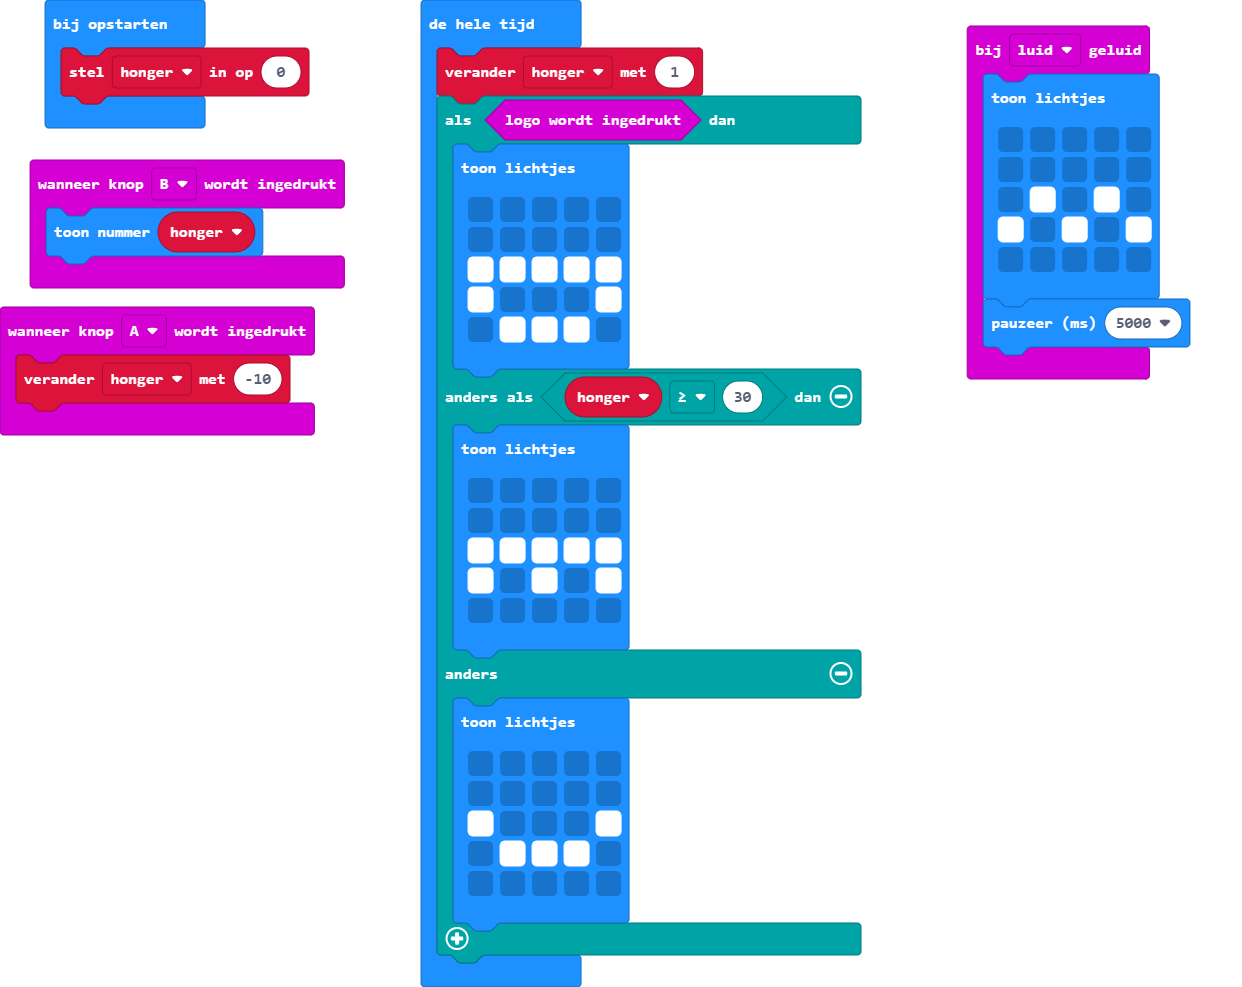 bij opstarten
stel honger in op 0
wanneer knop B wordt ingedrukt
toon nummer honger
wanneer knop A wordt ingedrukt
verander honger met -10
de hele tijd
verander honger met 1
als logo wordt ingedrukt dan
toon lichtjes
anders als honger ≥ 30 dan
toon lichtjes
anders
toon lichtjes
bij luid geluid
toon lichtjes
pauzeer (ms) 5000